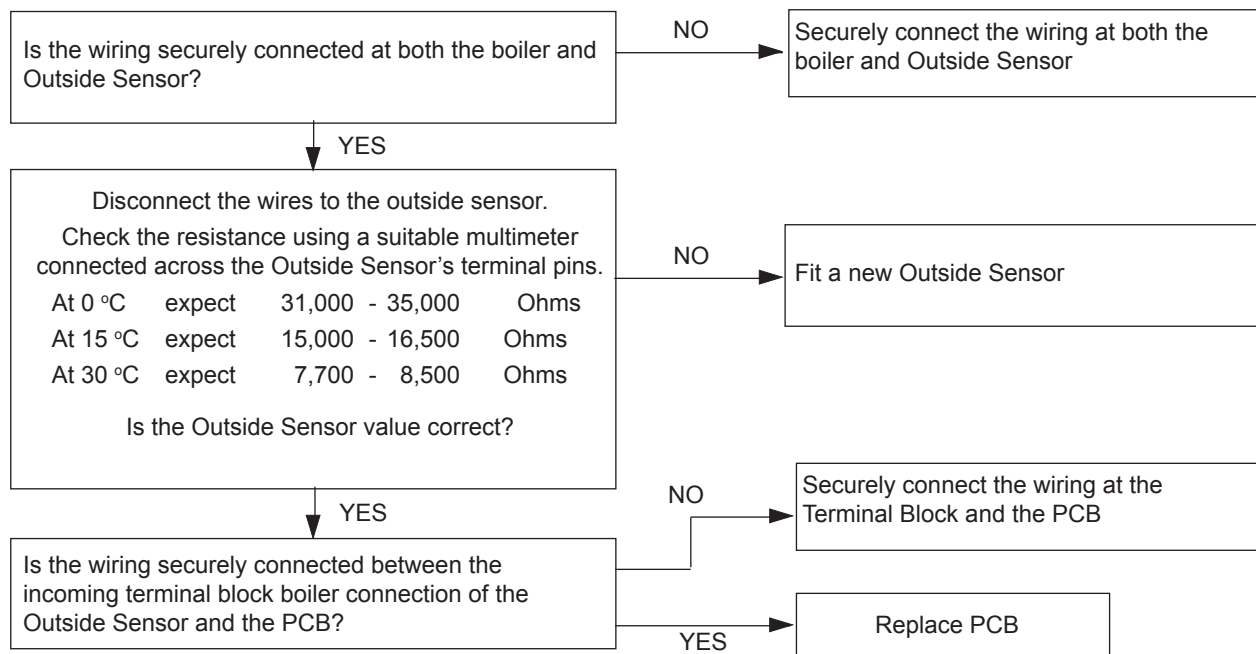 Is the wiring securely connected at both the boiler and
Outside Sensor?
NO
Securely connect the wiring at both the
boiler and Outside Sensor
YES
Disconnect the wires to the outside sensor.
Check the resistance using a suitable multimeter
connected across the Outside Sensor’s terminal pins.
At 0 °C expect 31,000 - 35,000 Ohms
At 15 °C expect 15,000 - 16,500 Ohms
At 30 °C expect 7,700 - 8,500 Ohms
Is the Outside Sensor value correct?
NO
Fit a new Outside Sensor
YES
Is the wiring securely connected between the
incoming terminal block boiler connection of the
Outside Sensor and the PCB?
NO
Securely connect the wiring at the
Terminal Block and the PCB
YES
Replace PCB